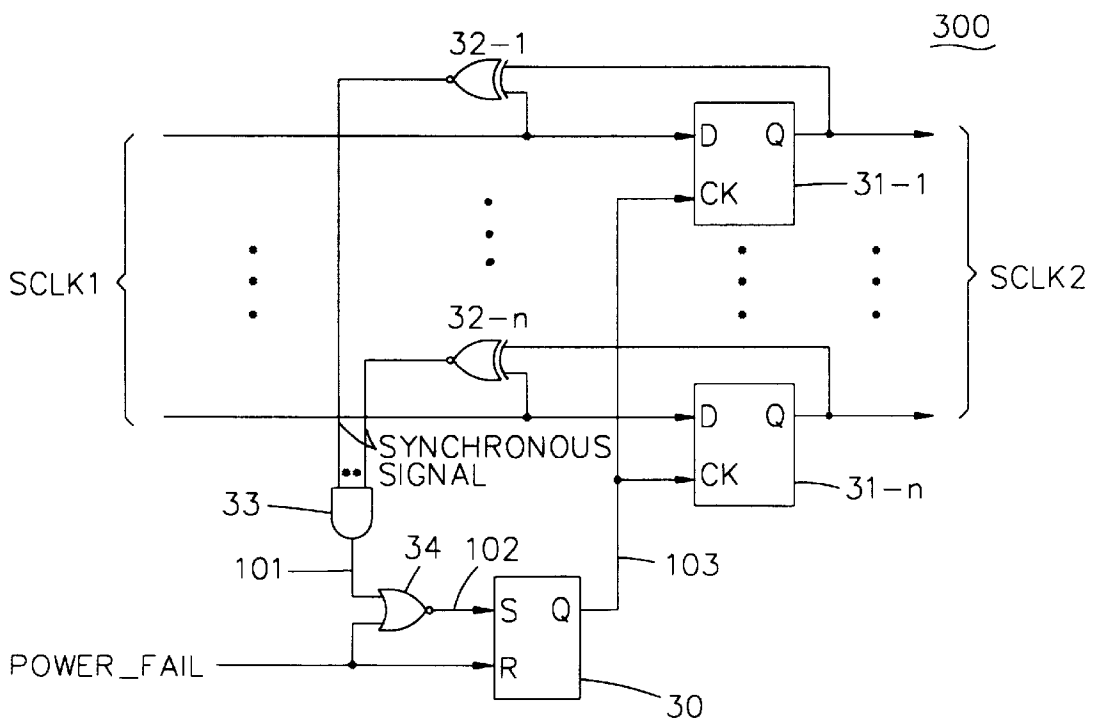 300
32-1
D Q
CK
31-1
SCLK1
SCLK2
32-n
D Q
CK
31-n
SYNCHRONOUS
SIGNAL
33
101
34
102
103
S Q
R
POWER_FAIL
30